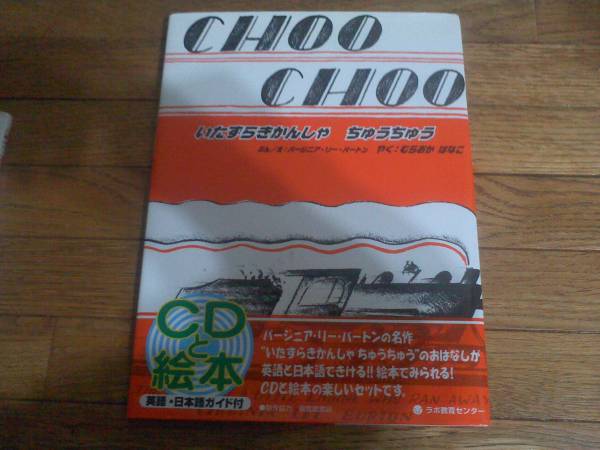 CHOO
CHOO
いたずらきかんしゃ ちゅうちゅう
ぶん/え:バージニア・リー・バートン やく:むらおか はなこ
CDと
絵本
英語・日本語ガイド付
バージニア・リー・バートンの名作
"いたずらきかんしゃ ちゅうちゅう"のおはなしが
英語と日本語できける!!絵本でみられる!
CDと絵本の楽しいセットです。
RAN AWAY
BURTON
ラボ教育センター